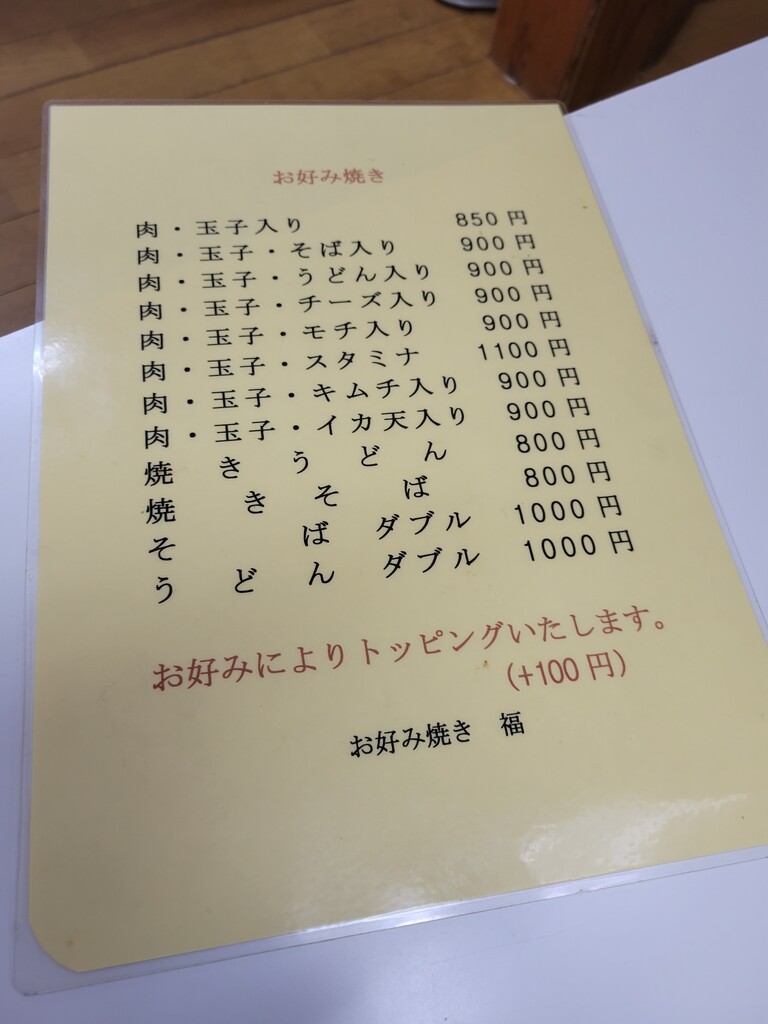 お好み焼き
肉・玉子入り 850円
肉・玉子・そば入り 900円
肉・玉子・うどん入り 900円
肉・玉子・チーズ入り 900円
肉・玉子・モチ入り 900円
肉・玉子・スタミナ 1100円
肉・玉子・キムチ入り 900円
肉・玉子・イカ天入り 900円
焼きうどん 800円
焼きそば 800円
そばダブル 1000円
うどんダブル 1000円
お好みによりトッピングいたします。
(+100円)
お好み焼き 福